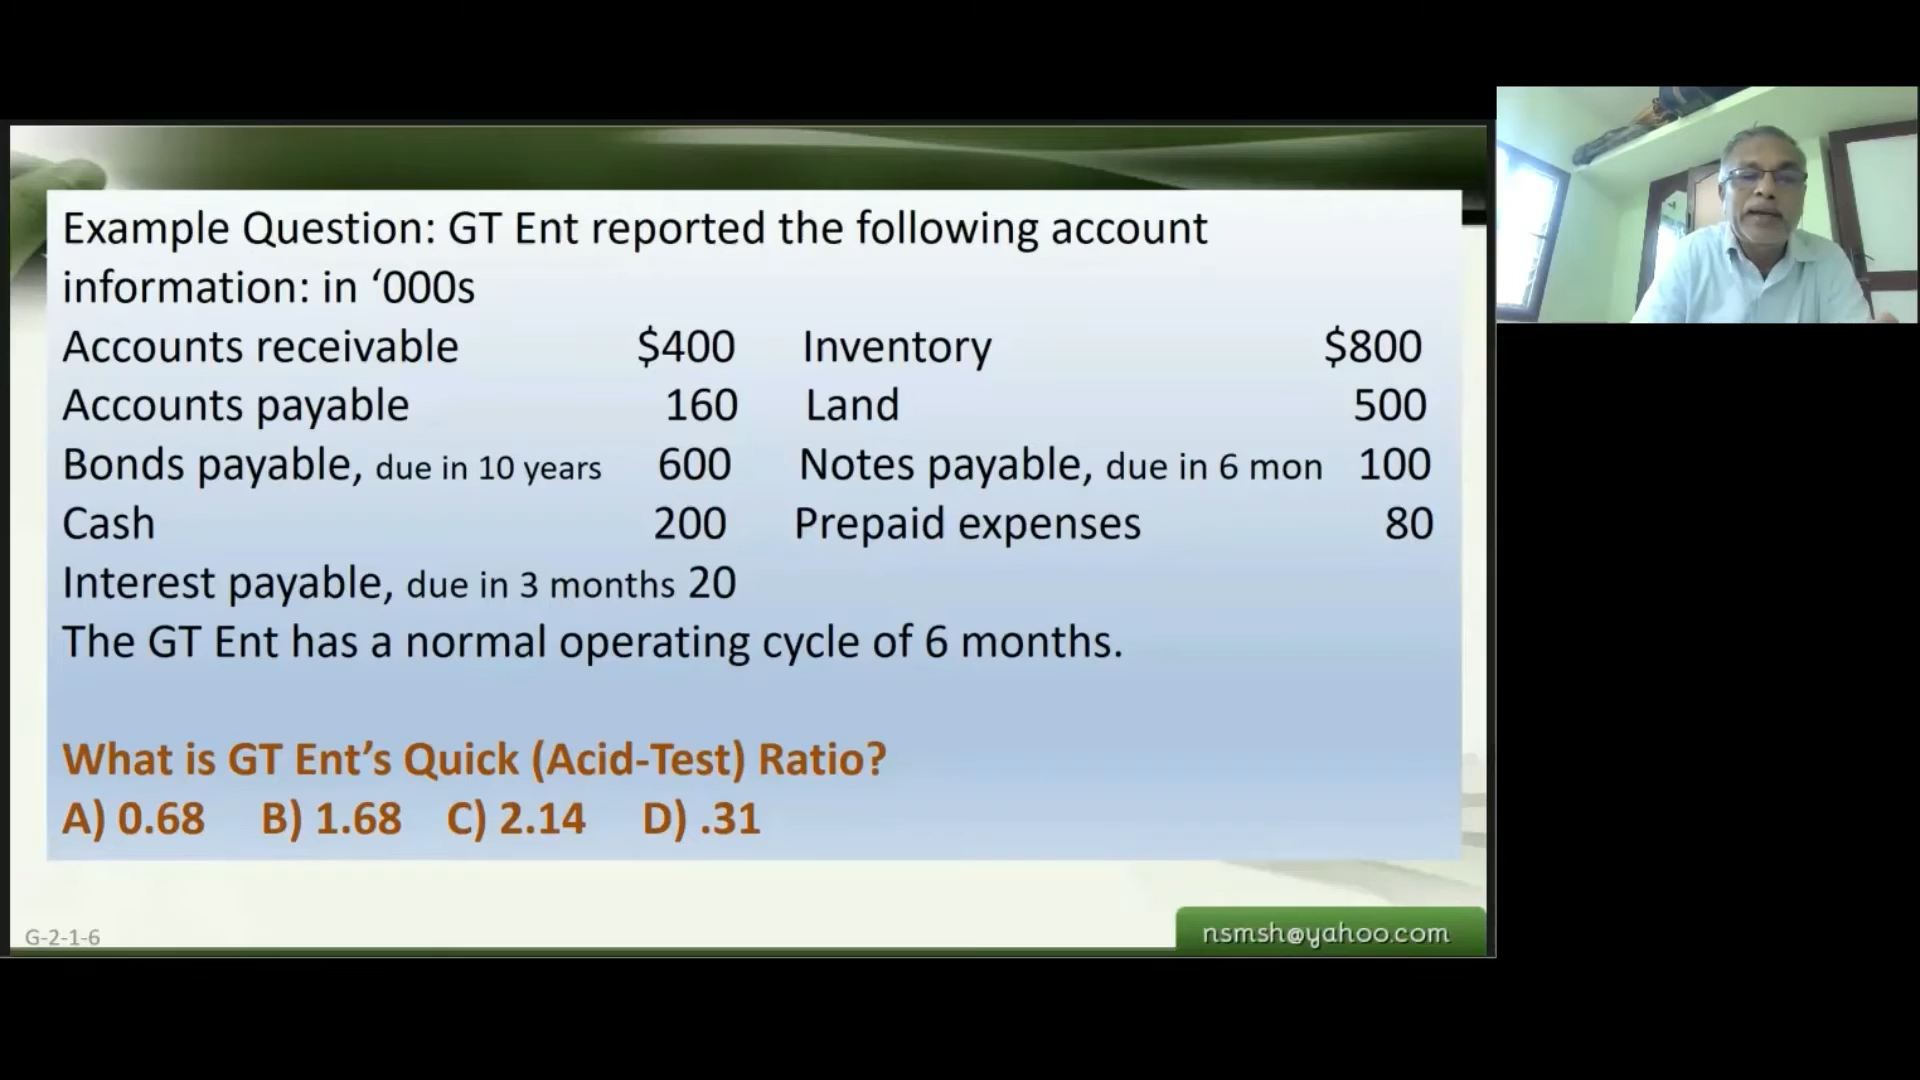 Example Question: GT Ent reported the following account
information: in ‘000s
Accounts receivable $400 Inventory $800
Accounts payable 160 Land 500
Bonds payable, due in 10 years 600 Notes payable, due in 6 mon 100
Cash 200 Prepaid expenses 80
Interest payable, due in 3 months 20
The GT Ent has a normal operating cycle of 6 months.
What is GT Ent’s Quick (Acid-Test) Ratio?
A) 0.68 B) 1.68 C) 2.14 D) .31
G-2-1-6
nsmsh@yahoo.com